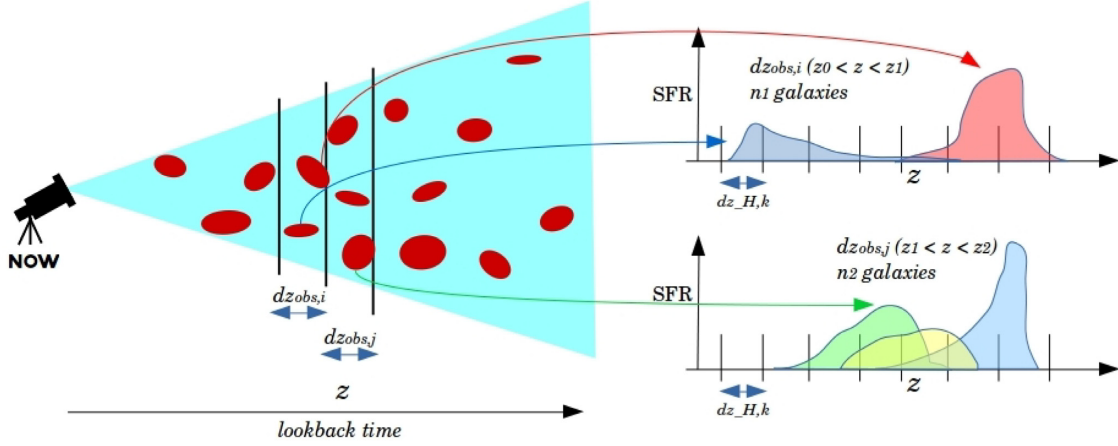 NOW
dzobs,i
dzobs,j
z
lookback time
SFR
dzobs,i (z0 < z < z1)
n1 galaxies
z
dz_H,k
SFR
dzobs,j (z1 < z < z2)
n2 galaxies
z
dz_H,k